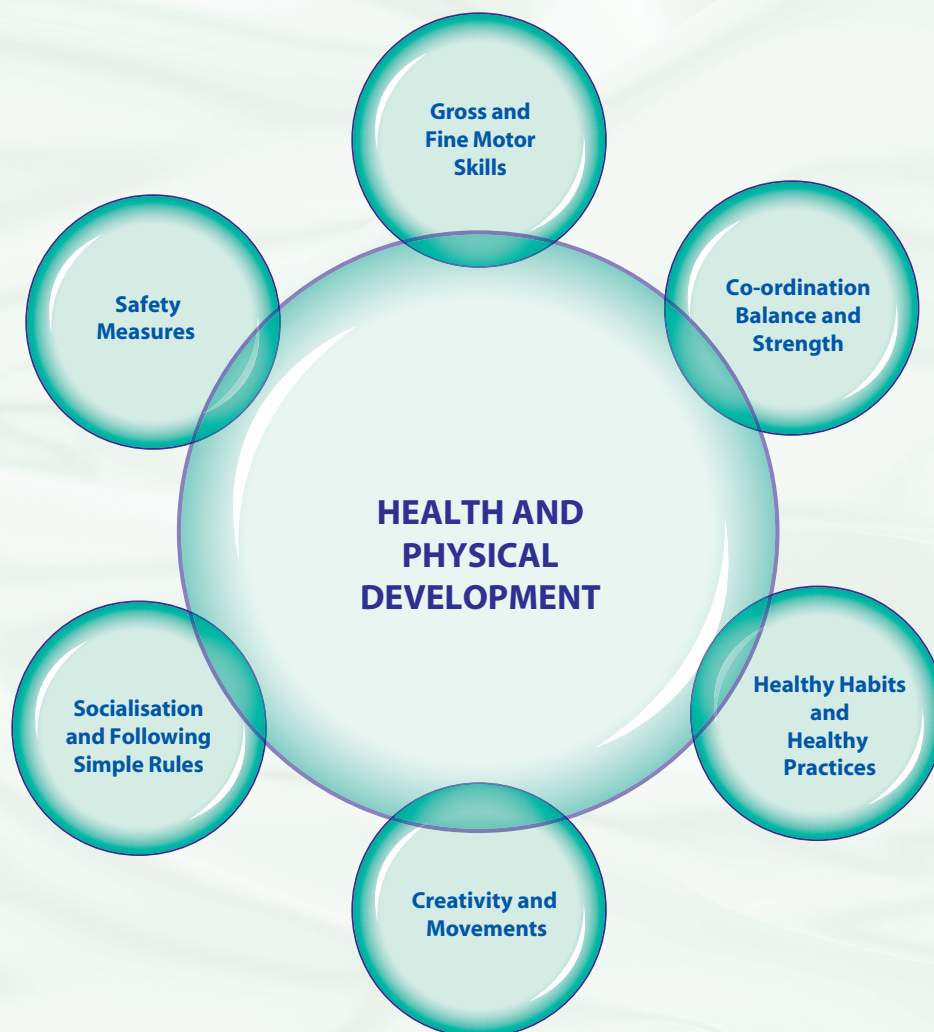 Gross and
Fine Motor
Skills
Co-ordination
Balance and
Strength
Safety
Measures
HEALTH AND
PHYSICAL
DEVELOPMENT
Healthy Habits
and
Healthy
Practices
Socialisation
and Following
Simple Rules
Creativity and
Movements